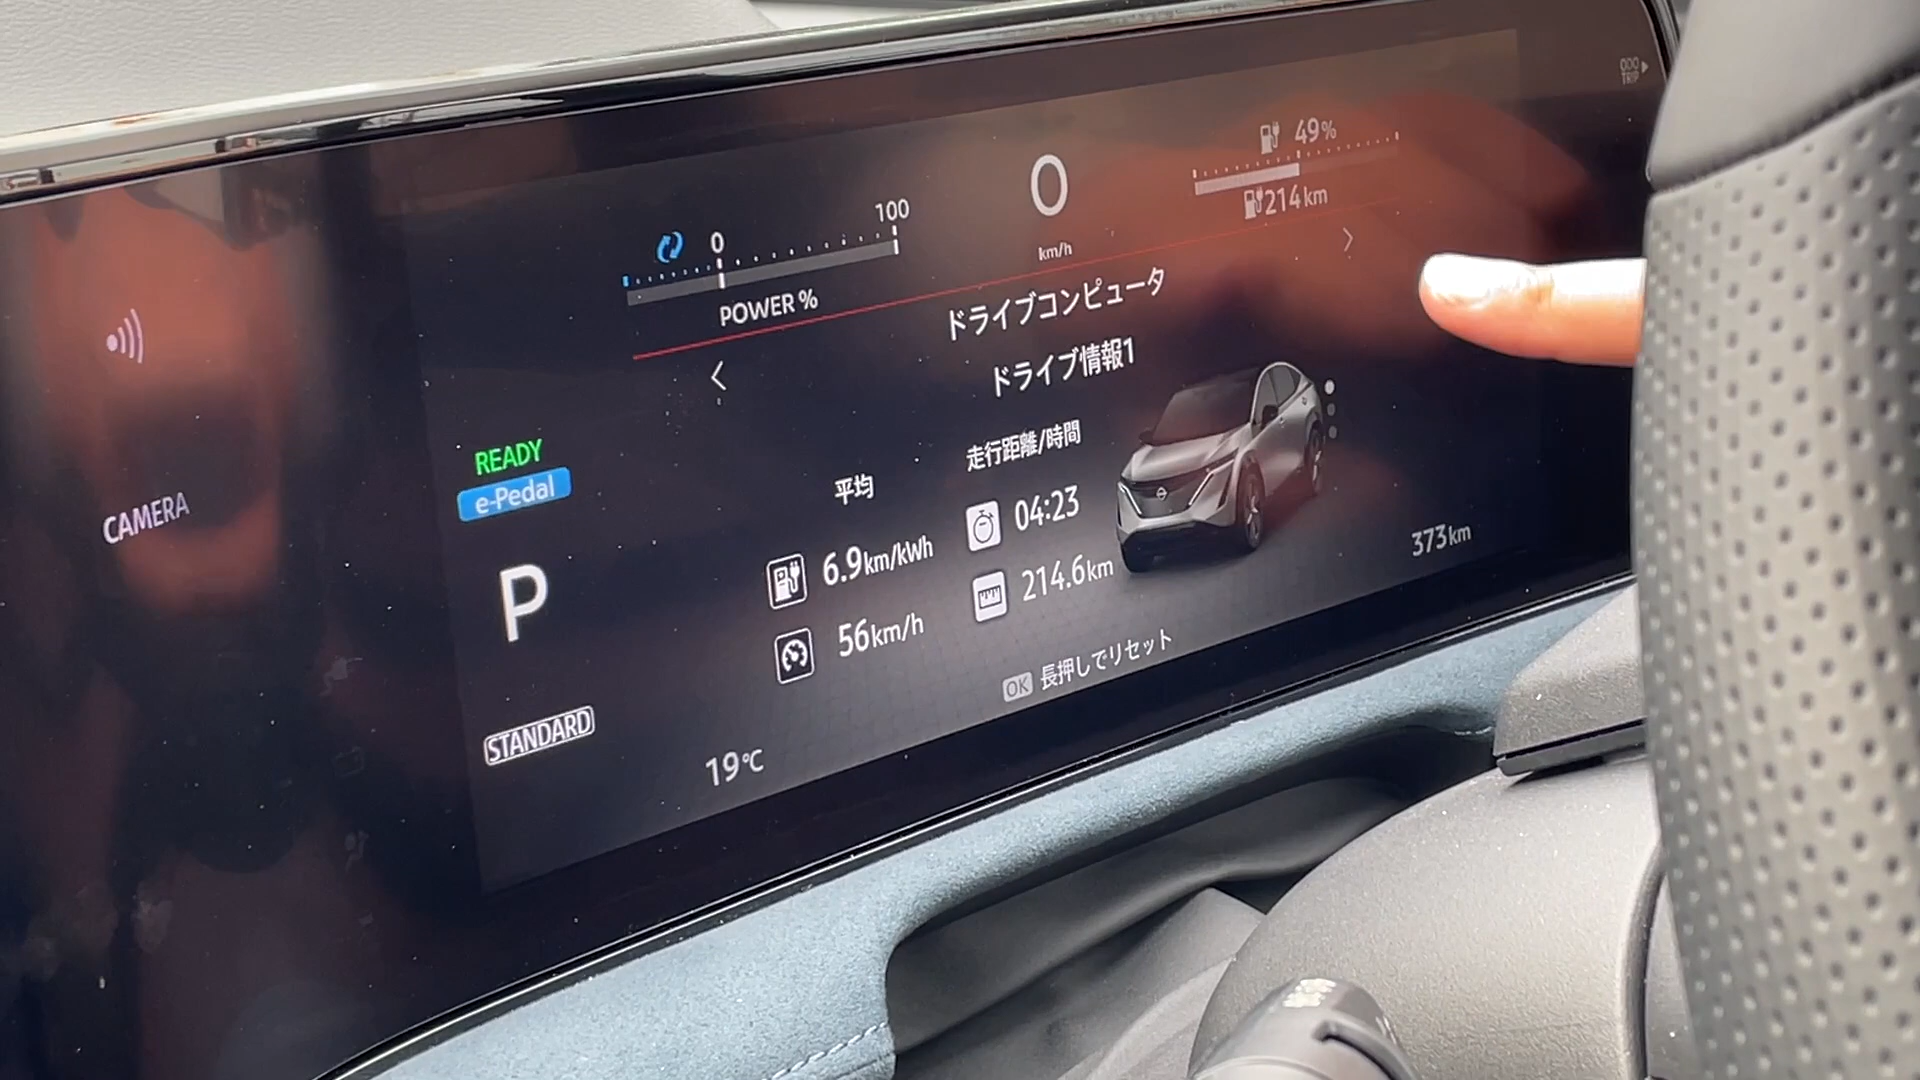 ODO
TRIP
49%
214km
0
km/h
0
100
POWER %
ドライブコンピュータ
ドライブ情報1
READY
e-Pedal
P
STANDARD
CAMERA
平均
走行距離/時間
6.9km/kWh
04:23
56km/h
214.6km
373km
OK 長押しでリセット
19℃